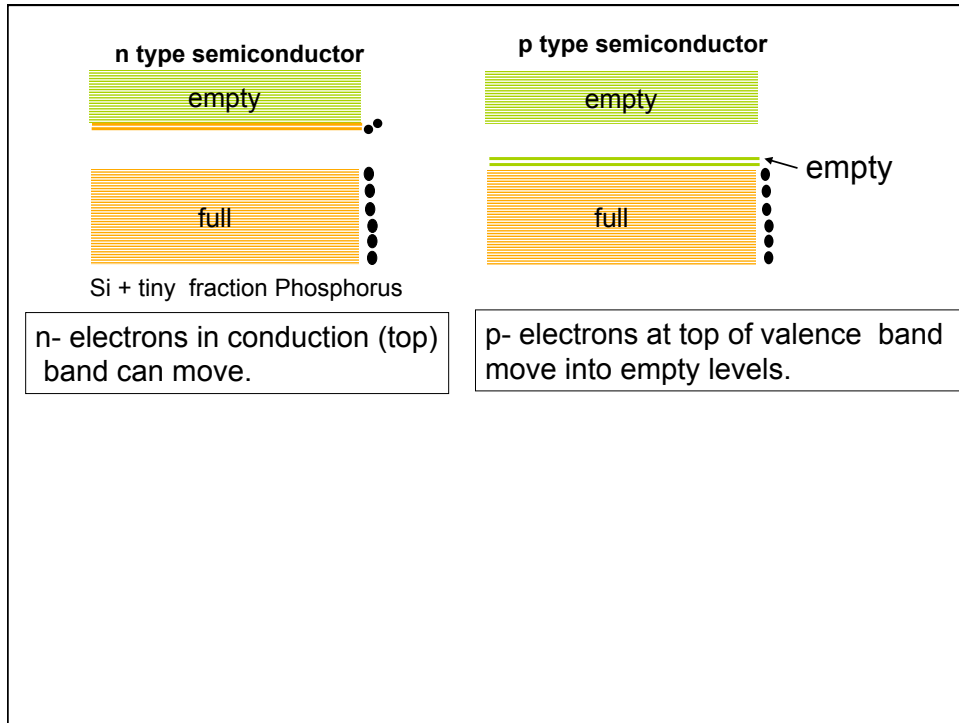 n type semiconductor
empty
full
Si + tiny fraction Phosphorus
n- electrons in conduction (top)
band can move.
p type semiconductor
empty
empty
full
p- electrons at top of valence band
move into empty levels.